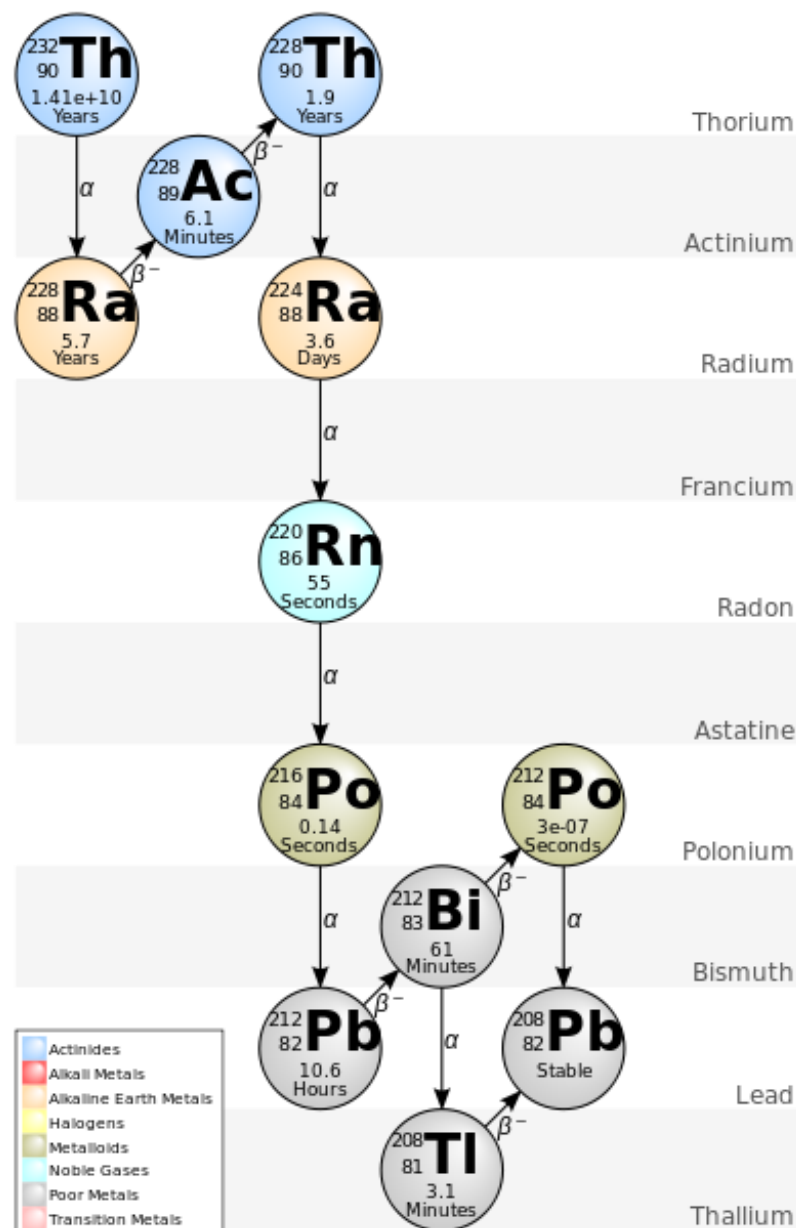 232
90
Th
1.41e+10
Years
228
90
Th
1.9
Years
Thorium
α
228
89
Ac
6.1
Minutes
β⁻
α
Actinium
β⁻
228
88
Ra
5.7
Years
224
88
Ra
3.6
Days
Radium
α
Francium
220
86
Rn
55
Seconds
Radon
α
Astatine
216
84
Po
0.14
Seconds
212
84
Po
3e-07
Seconds
Polonium
α
212
83
Bi
61
Minutes
β⁻
α
Bismuth
β⁻
212
82
Pb
10.6
Hours
α
208
82
Pb
Stable
Lead
β⁻
208
81
Tl
3.1
Minutes
Thallium
Actinides
Alkali Metals
Alkaline Earth Metals
Halogens
Metalloids
Noble Gases
Poor Metals
Transition Metals